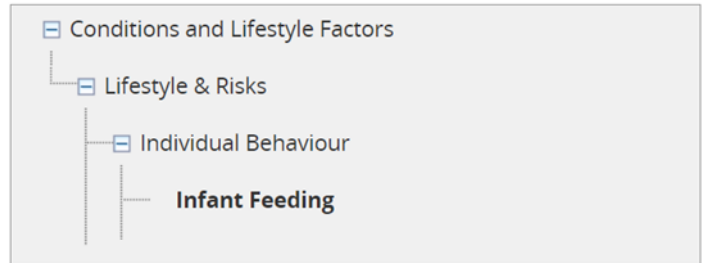 Conditions and Lifestyle Factors
Lifestyle & Risks
Individual Behaviour
Infant Feeding